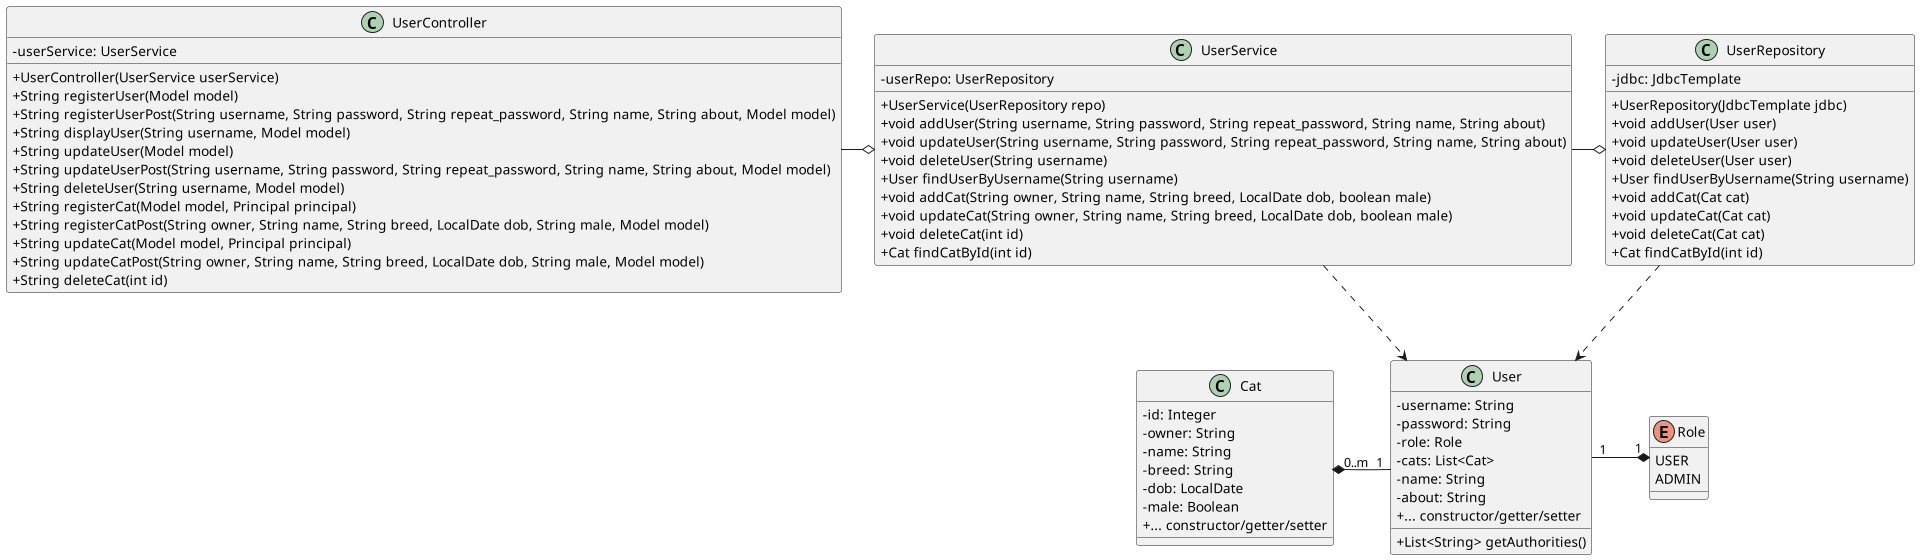 C UserController
-userService: UserService
+UserController(UserService userService)
+String registerUser(Model model)
+String registerUserPost(String username, String password, String repeat_password, String name, String about, Model model)
+String displayUser(String username, Model model)
+String updateUser(Model model)
+String updateUserPost(String username, String password, String repeat_password, String name, String about, Model model)
+String deleteUser(String username, Model model)
+String registerCat(Model model, Principal principal)
+String registerCatPost(String owner, String name, String breed, LocalDate dob, String male, Model model)
+String updateCat(Model model, Principal principal)
+String updateCatPost(String owner, String name, String breed, LocalDate dob, String male, Model model)
+String deleteCat(int id)
C UserService
-userRepo: UserRepository
+UserService(UserRepository repo)
+void addUser(String username, String password, String repeat_password, String name, String about)
+void updateUser(String username, String password, String repeat_password, String name, String about)
+void deleteUser(String username)
+User findUserByUsername(String username)
+void addCat(String owner, String name, String breed, LocalDate dob, boolean male)
+void updateCat(String owner, String name, String breed, LocalDate dob, boolean male)
+void deleteCat(int id)
+Cat findCatById(int id)
C UserRepository
-jdbc: JdbcTemplate
+UserRepository(JdbcTemplate jdbc)
+void addUser(User user)
+void updateUser(User user)
+void deleteUser(User user)
+User findUserByUsername(String username)
+void addCat(Cat cat)
+void updateCat(Cat cat)
+void deleteCat(Cat cat)
+Cat findCatById(int id)
C Cat
-id: Integer
-owner: String
-name: String
-breed: String
-dob: LocalDate
-male: Boolean
+... constructor/getter/setter
0..m 1
C User
-username: String
-password: String
-role: Role
-cats: List<Cat>
-name: String
-about: String
+... constructor/getter/setter
+List<String> getAuthorities()
1 1
E Role
USER
ADMIN